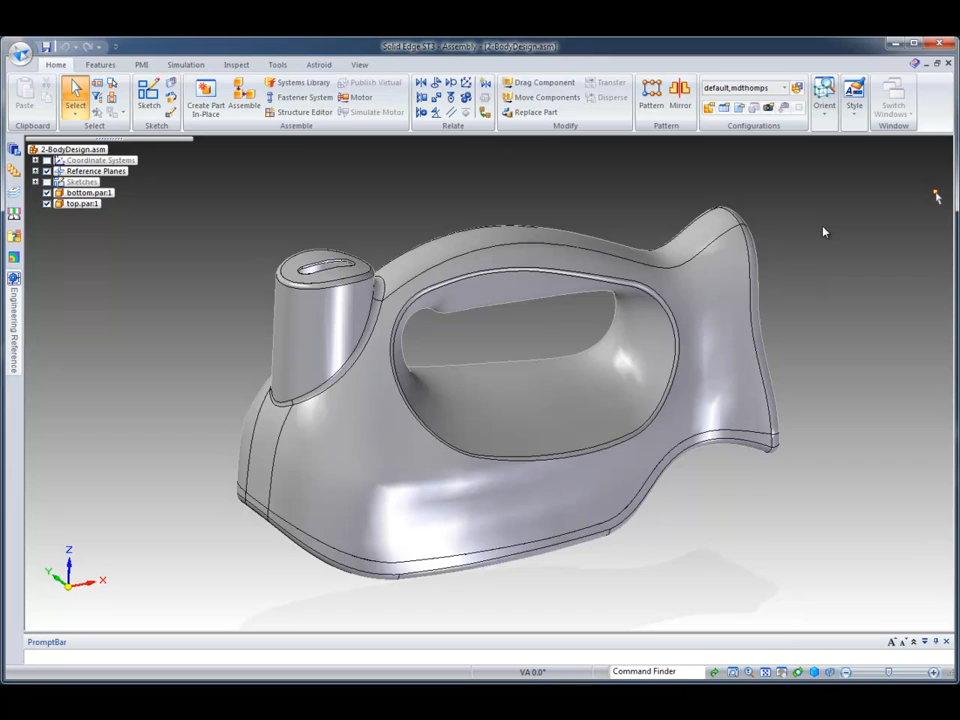 Solid Edge ST3 - Assembly - [2-BodyDesign.asm]
Home Features PMI Simulation Inspect Tools Astroid View
Paste
Clipboard
Select
Select
Sketch
Sketch
Create Part In-Place
Assemble
Systems Library
Fastener System
Structure Editor
Publish Virtual
Motor
Simulate Motor
Assemble
Relate
Drag Component
Move Components
Replace Part
Transfer
Disperse
Modify
Pattern
Mirror
Pattern
default,mdthomps
Configurations
Orient
Style
Switch Windows
Window
2-BodyDesign.asm
Coordinate Systems
Reference Planes
Sketches
bottom.par:1
top.par:1
Engineering Reference
Z
Y
X
PromptBar
VA 0.0°
Command Finder